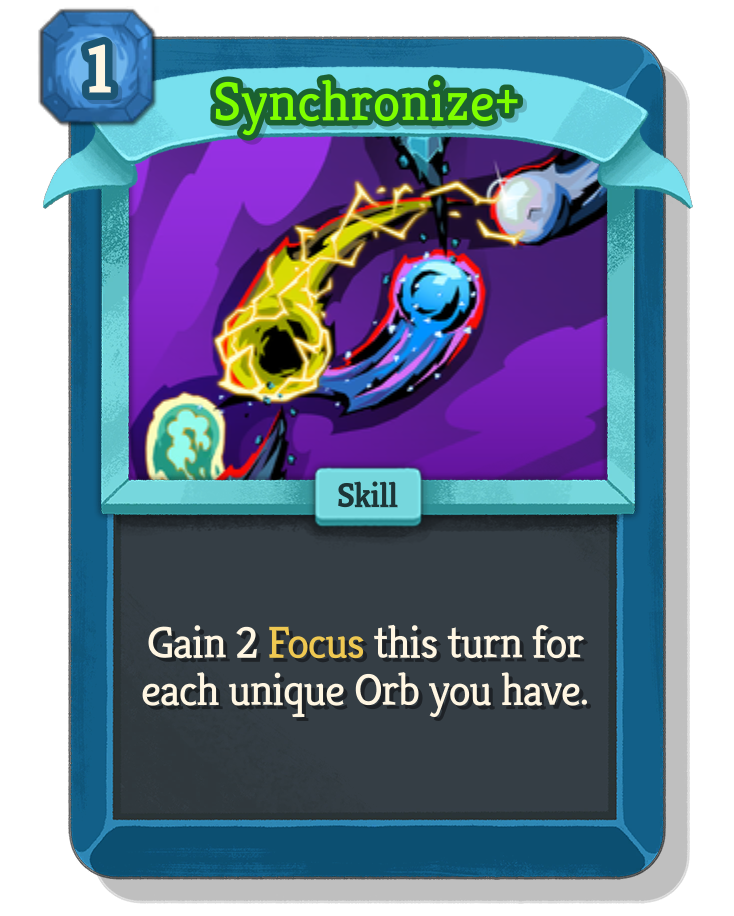 1
Synchronize+
Skill
Gain 2 Focus this turn for
each unique Orb you have.